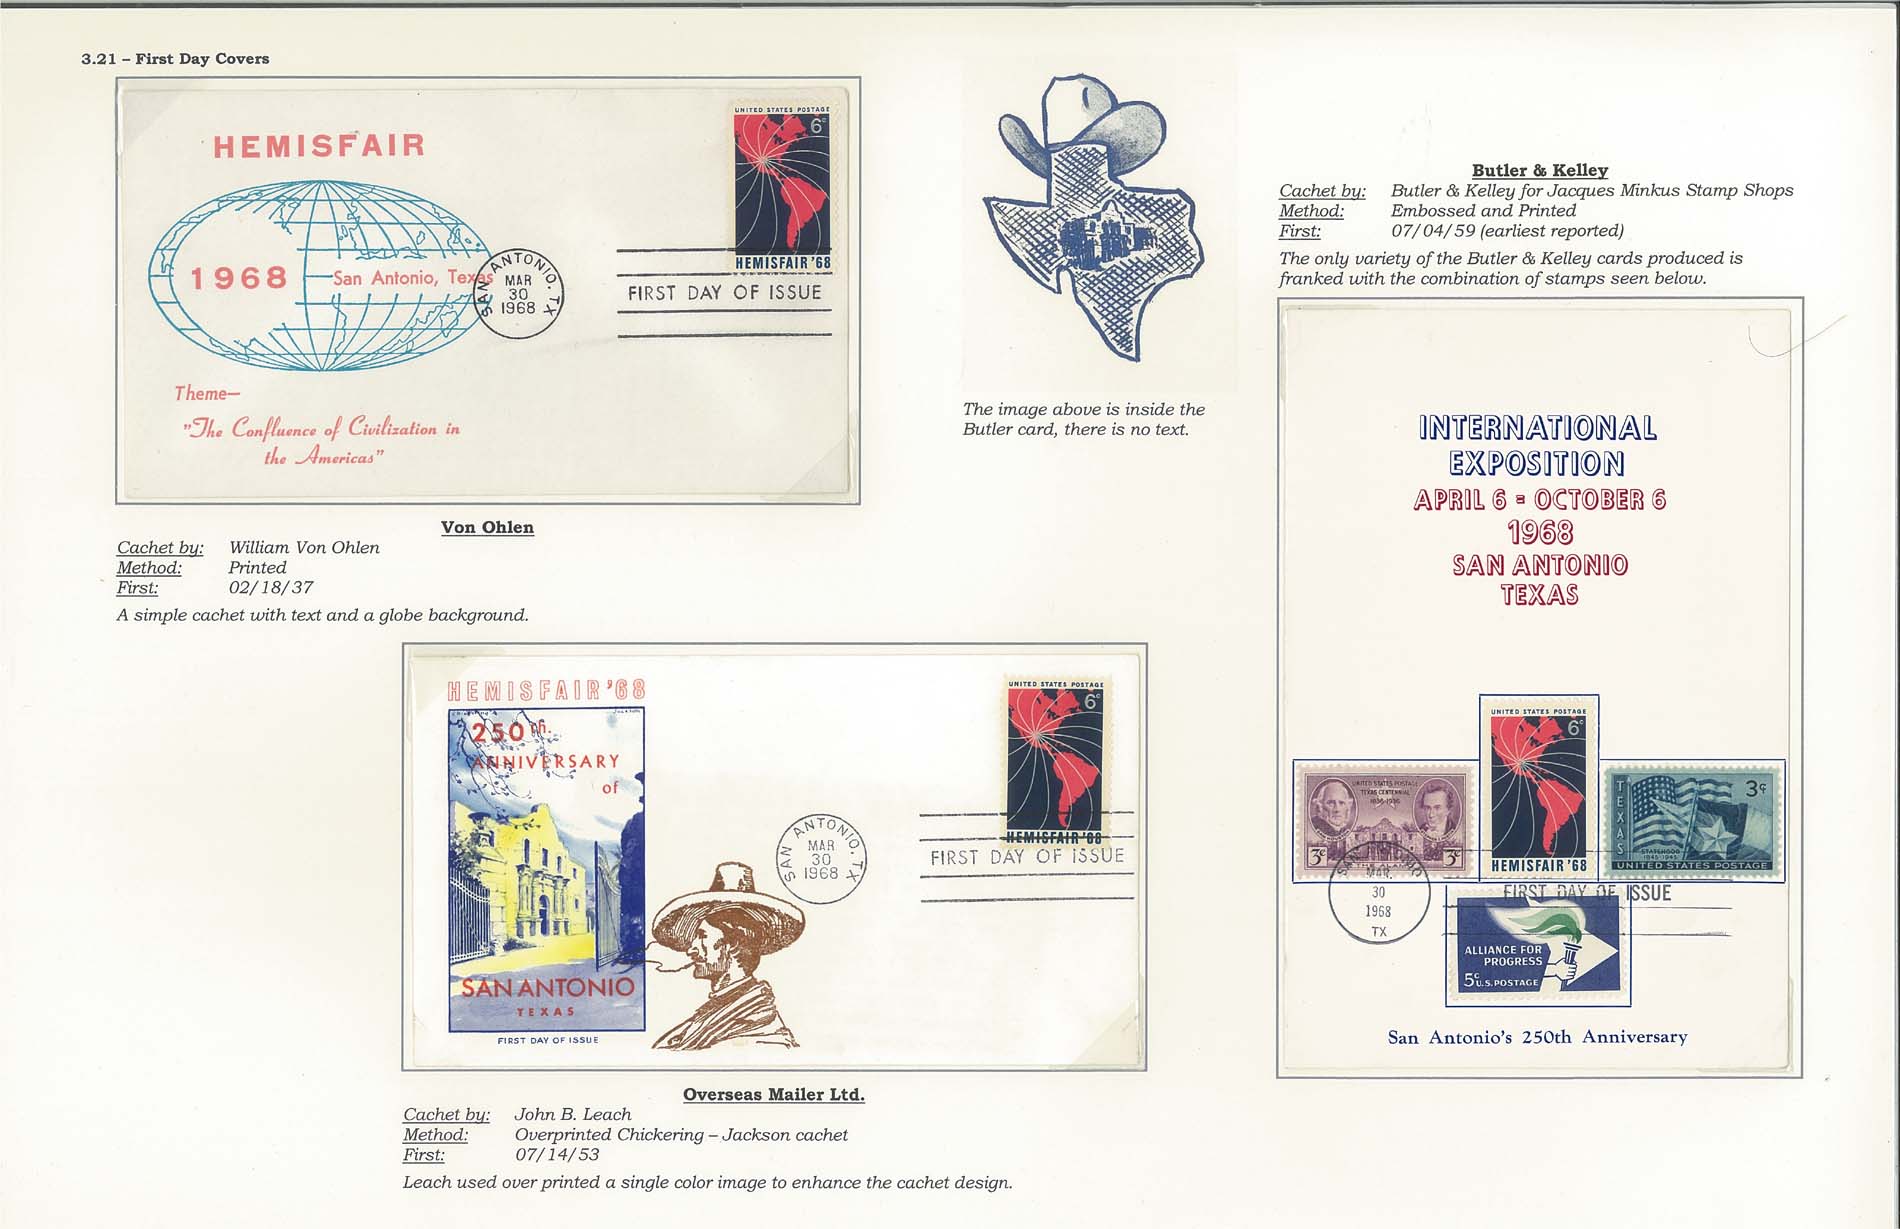 3.21 – First Day Covers
HEMISFAIR
1968
San Antonio, Texas
Theme—
"The Confluence of Civilization in
the Americas"
SAN ANTONIO, TX
MAR
30
1968
UNITED STATES POSTAGE
6c
HEMISFAIR '68
FIRST DAY OF ISSUE
Von Ohlen
Cachet by: William Von Ohlen
Method: Printed
First: 02/18/37
A simple cachet with text and a globe background.
The image above is inside the
Butler card, there is no text.
Butler & Kelley
Cachet by: Butler & Kelley for Jacques Minkus Stamp Shops
Method: Embossed and Printed
First: 07/04/59 (earliest reported)
The only variety of the Butler & Kelley cards produced is
franked with the combination of stamps seen below.
INTERNATIONAL
EXPOSITION
APRIL 6 = OCTOBER 6
1968
SAN ANTONIO
TEXAS
UNITED STATES POSTAGE
6c
HEMISFAIR '68
UNITED STATES POSTAGE
TEXAS CENTENNIAL
1836-1936
3c 3c
TEXAS
3¢
STATEHOOD
1845-1945
UNITED STATES POSTAGE
SAN ANTONIO
MAR.
30
1968
TX
FIRST DAY OF ISSUE
ALLIANCE FOR
PROGRESS
5c U.S. POSTAGE
San Antonio's 250th Anniversary
HEMISFAIR '68
250th.
ANNIVERSARY
of
SAN ANTONIO
TEXAS
FIRST DAY OF ISSUE
SAN ANTONIO, TX
MAR
30
1968
UNITED STATES POSTAGE
6c
HEMISFAIR '68
FIRST DAY OF ISSUE
Overseas Mailer Ltd.
Cachet by: John B. Leach
Method: Overprinted Chickering – Jackson cachet
First: 07/14/53
Leach used over printed a single color image to enhance the cachet design.